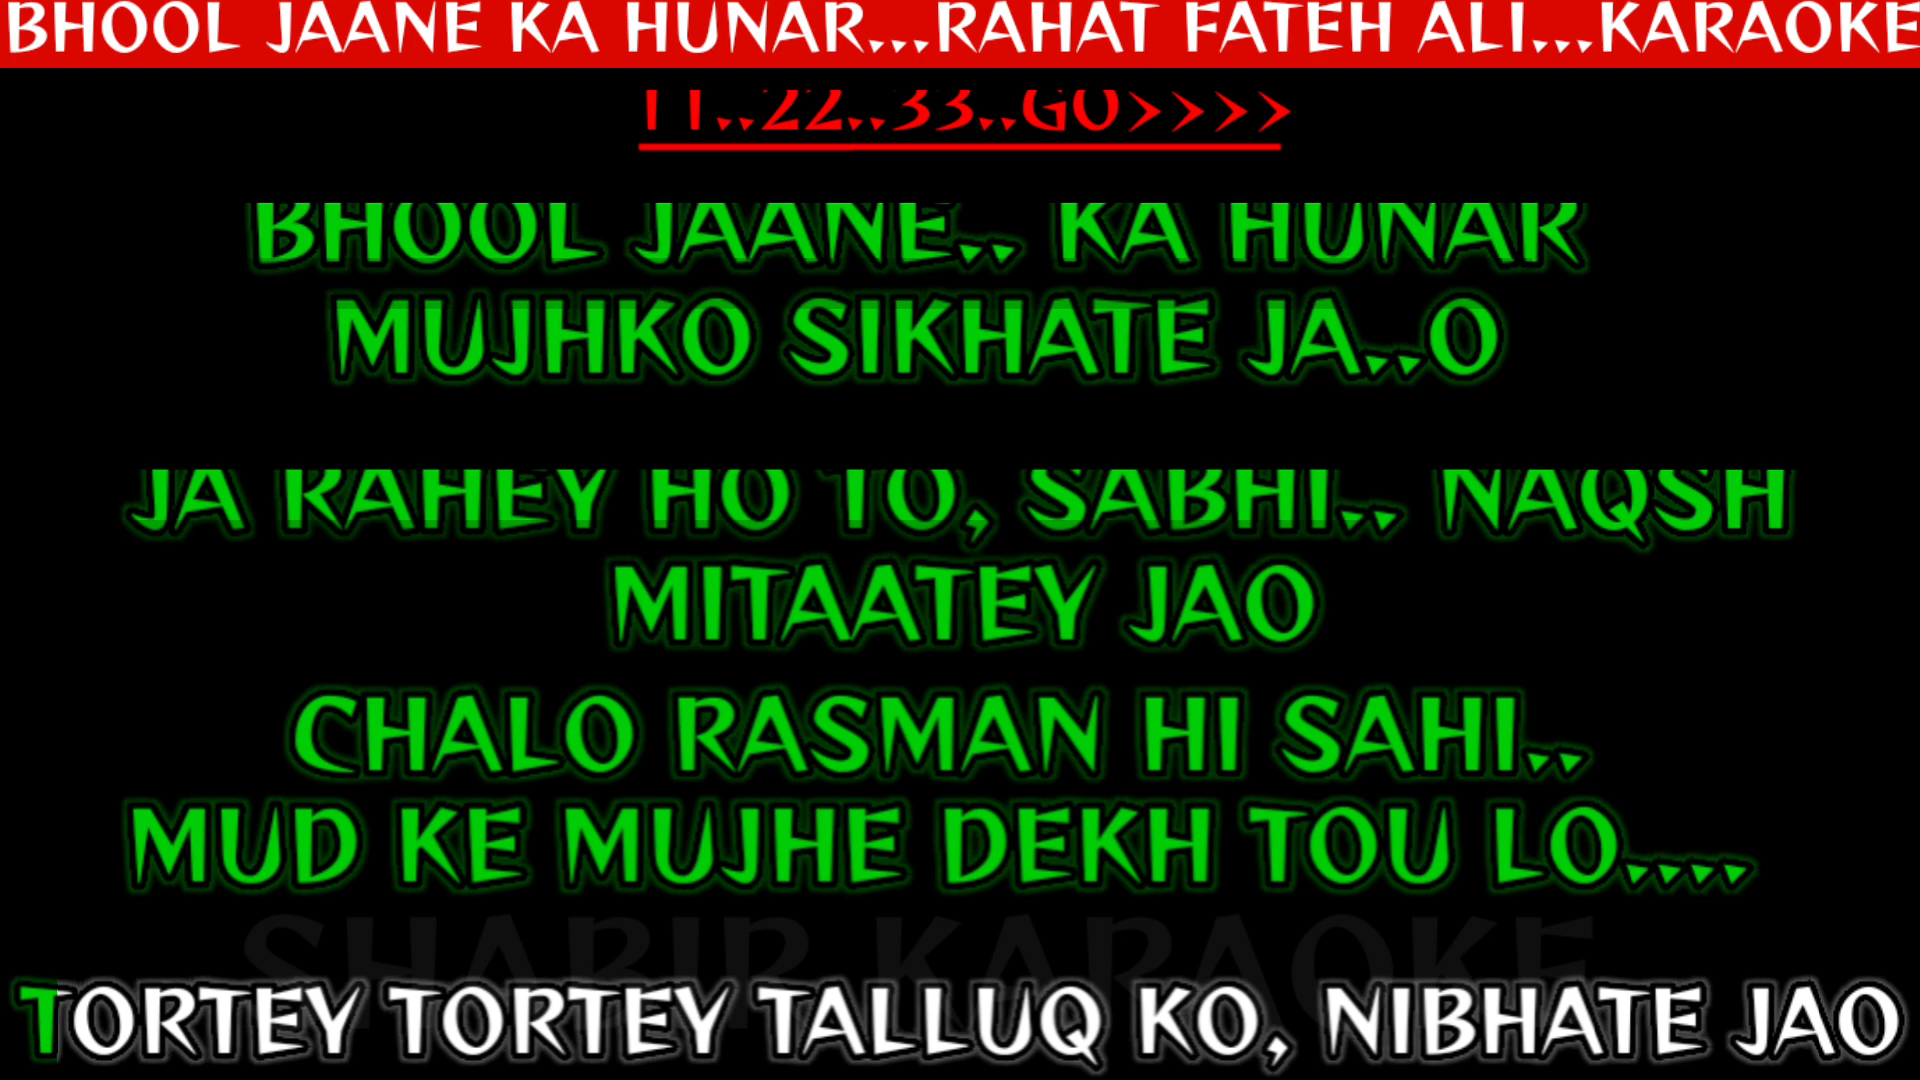 BHOOL JAANE KA HUNAR...RAHAT FATEH ALI...KARAOKE
11..22..33..GO>>>>
BHOOL JAANE.. KA HUNAR
MUJHKO SIKHATE JA..O
JA RAHEY HO TO, SABHI.. NAQSH
MITAATEY JAO
CHALO RASMAN HI SAHI..
MUD KE MUJHE DEKH TOU LO....
SHABIR KARAOKE
TORTEY TORTEY TALLUQ KO, NIBHATE JAO